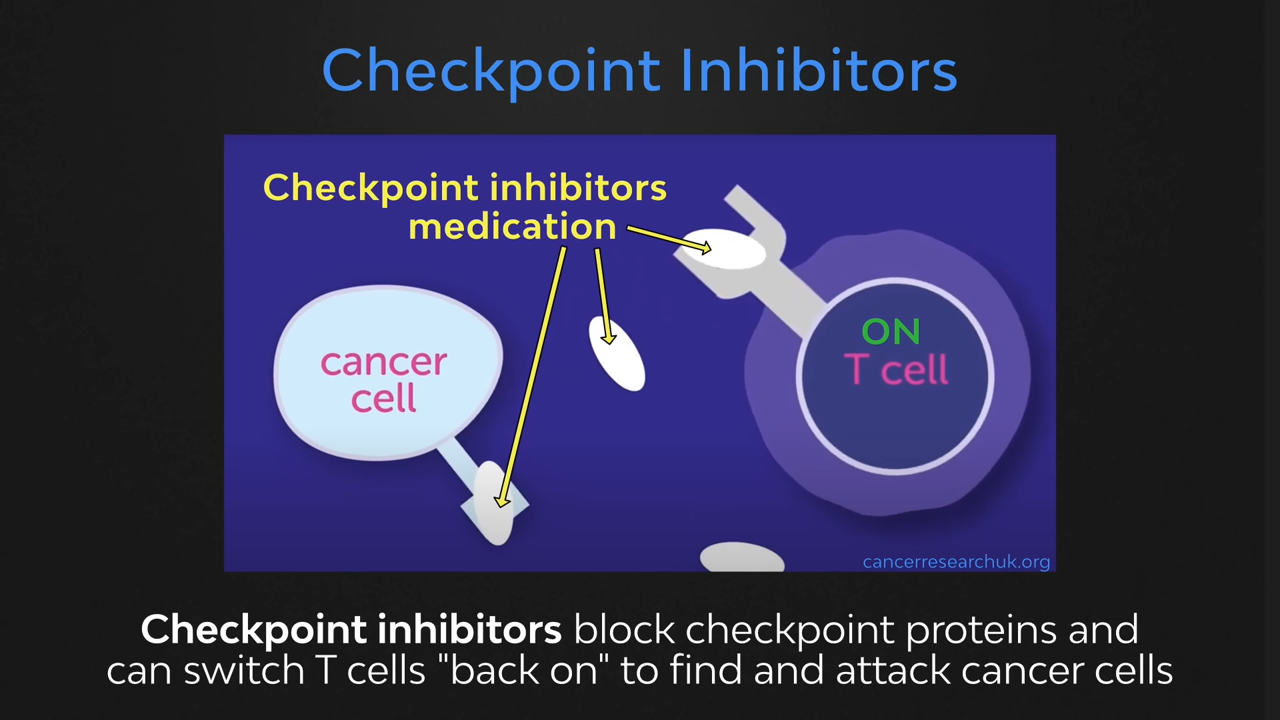 Checkpoint Inhibitors
Checkpoint inhibitors
medication
cancer
cell
ON
T cell
cancerresearchuk.org
Checkpoint inhibitors block checkpoint proteins and
can switch T cells "back on" to find and attack cancer cells